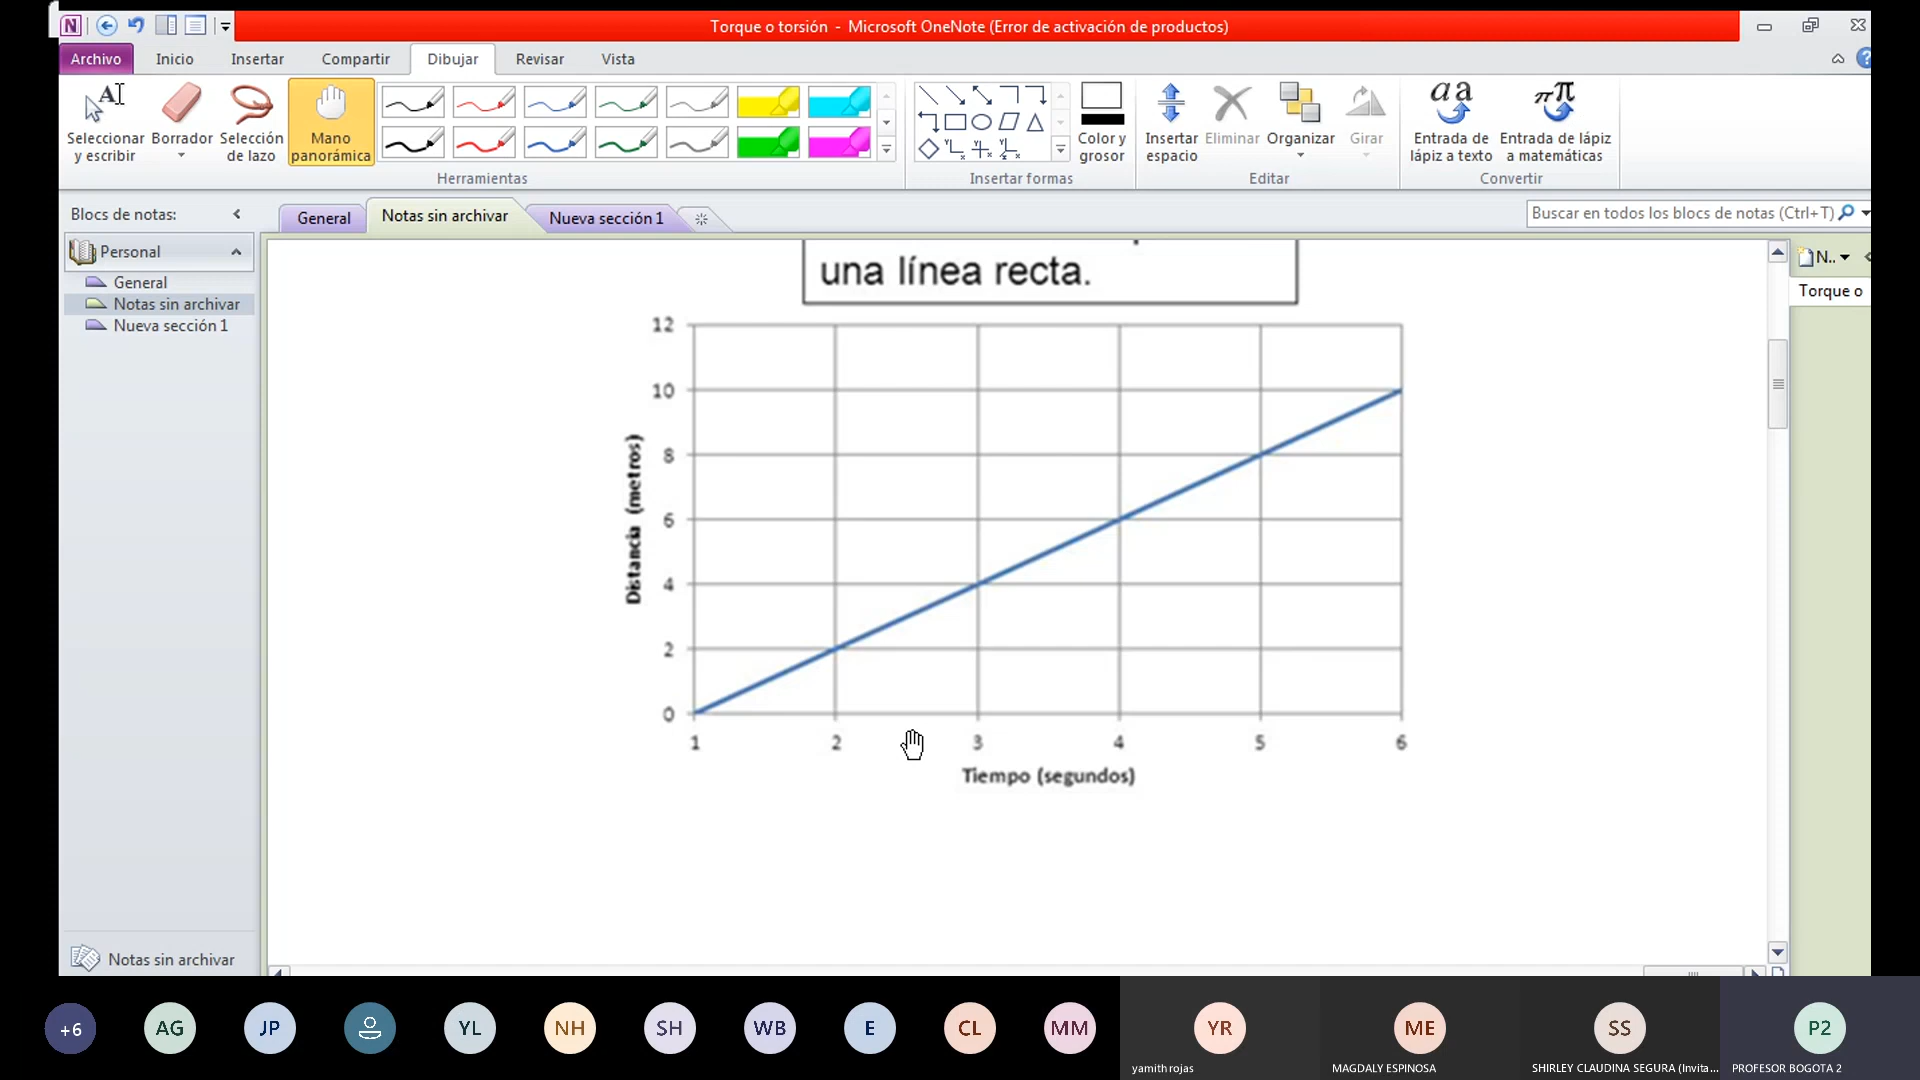 Torque o torsión - Microsoft OneNote (Error de activación de productos)
Archivo Inicio Insertar Compartir Dibujar Revisar Vista
Seleccionar y escribir
Borrador
Selección de lazo
Mano panorámica
Color y grosor
Insertar espacio
Eliminar
Organizar
Girar
Entrada de lápiz a texto
Entrada de lápiz a matemáticas
Herramientas
Insertar formas
Editar
Convertir
Blocs de notas:
General
Notas sin archivar
Nueva sección 1
Buscar en todos los blocs de notas (Ctrl+T)
Personal
General
Notas sin archivar
Nueva sección 1
N..
Torque o
una línea recta.
12
10
8
6
4
2
0
Distancia (metros)
1 2 3 4 5 6
Tiempo (segundos)
Notas sin archivar
+6 AG JP YL NH SH WB E CL MM YR ME SS P2
yamith rojas
MAGDALY ESPINOSA
SHIRLEY CLAUDINA SEGURA (Invita...
PROFESOR BOGOTA 2